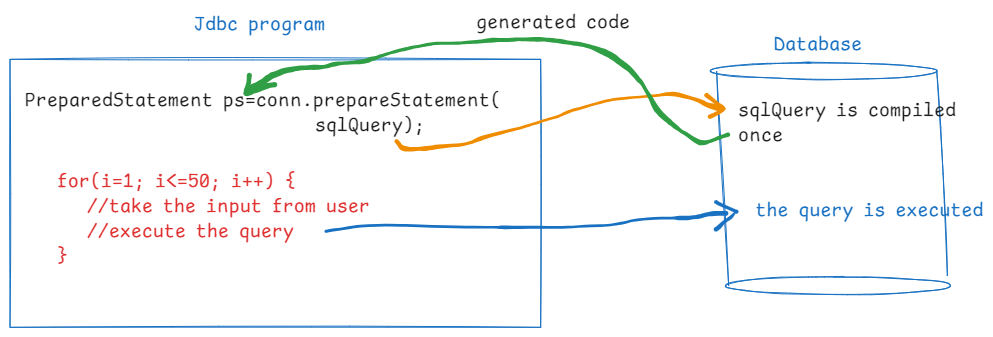 Jdbc program
generated code
Database
PreparedStatement ps=conn.prepareStatement(
sqlQuery);
sqlQuery is compiled
once
for(i=1; i<=50; i++) {
//take the input from user
//execute the query
}
the query is executed